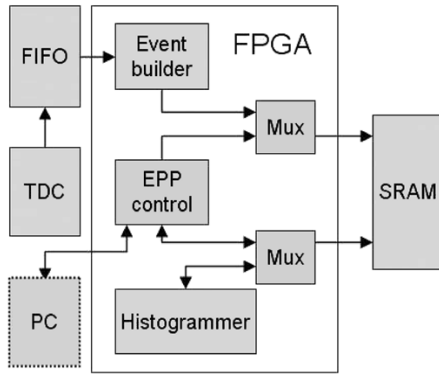 FIFO
Event
builder
FPGA
Mux
TDC
EPP
control
SRAM
Mux
PC
Histogrammer